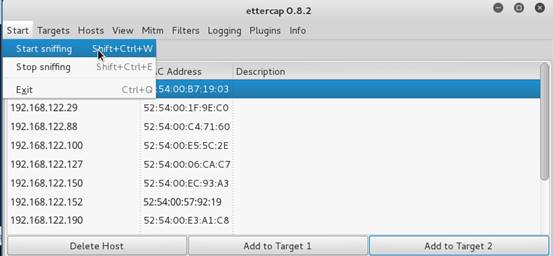 ettercap 0.8.2
Start Targets Hosts View Mitm Filters Logging Plugins Info
Start sniffing Shift+Ctrl+W
Stop sniffing Shift+Ctrl+E
AC Address Description
Exit Ctrl+Q
:54:00:B7:19:03
192.168.122.29 52:54:00:1F:9E:C0
192.168.122.88 52:54:00:C4:71:60
192.168.122.100 52:54:00:E5:5C:2E
192.168.122.127 52:54:00:06:CA:C7
192.168.122.150 52:54:00:EC:93:A3
192.168.122.152 52:54:00:57:92:19
192.168.122.190 52:54:00:E3:A1:C8
Delete Host Add to Target 1 Add to Target 2